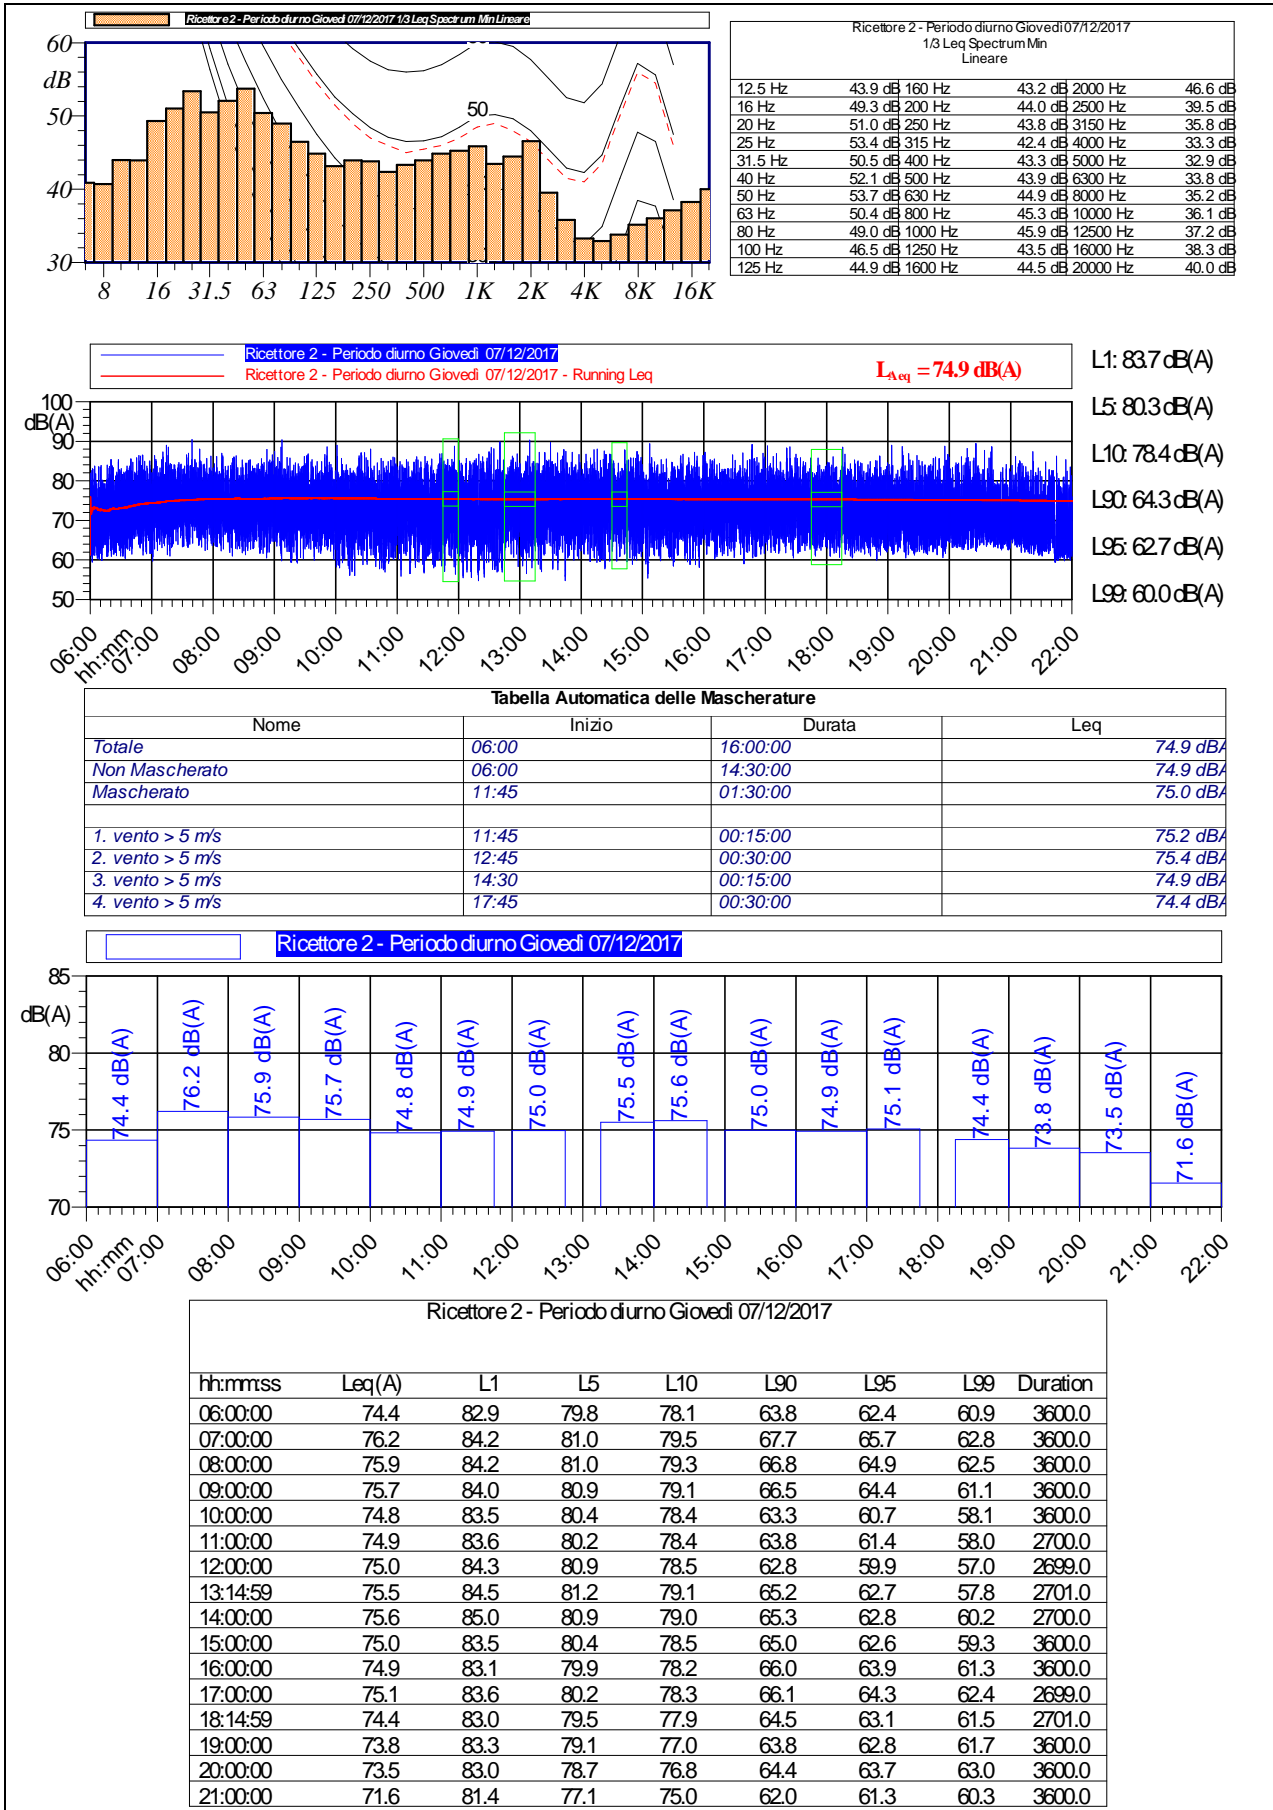 Ricettore 2 - Periodo diurno Giovedì 07/12/2017 1/3 Leq Spectrum Min Lineare
60
dB
50
40
30
50
8 16 31.5 63 125 250 500 1K 2K 4K 8K 16K
Ricettore 2 - Periodo diurno Giovedì 07/12/2017
1/3 Leq Spectrum Min
Lineare
12.5 Hz 43.9 dB 160 Hz 43.2 dB 2000 Hz 46.6 dB
16 Hz 49.3 dB 200 Hz 44.0 dB 2500 Hz 39.5 dB
20 Hz 51.0 dB 250 Hz 43.8 dB 3150 Hz 35.8 dB
25 Hz 53.4 dB 315 Hz 42.4 dB 4000 Hz 33.3 dB
31.5 Hz 50.5 dB 400 Hz 43.3 dB 5000 Hz 32.9 dB
40 Hz 52.1 dB 500 Hz 43.9 dB 6300 Hz 33.8 dB
50 Hz 53.7 dB 630 Hz 44.9 dB 8000 Hz 35.2 dB
63 Hz 50.4 dB 800 Hz 45.3 dB 10000 Hz 36.1 dB
80 Hz 49.0 dB 1000 Hz 45.9 dB 12500 Hz 37.2 dB
100 Hz 46.5 dB 1250 Hz 43.5 dB 16000 Hz 38.3 dB
125 Hz 44.9 dB 1600 Hz 44.5 dB 20000 Hz 40.0 dB
Ricettore 2 - Periodo diurno Giovedì 07/12/2017
Ricettore 2 - Periodo diurno Giovedì 07/12/2017 - Running Leq
LAeq = 74.9 dB(A)
L1: 83.7 dB(A)
L5: 80.3 dB(A)
L10: 78.4 dB(A)
L90: 64.3 dB(A)
L95: 62.7 dB(A)
L99: 60.0 dB(A)
100
dB(A)
90
80
70
60
50
06:00 hh:mm 07:00 08:00 09:00 10:00 11:00 12:00 13:00 14:00 15:00 16:00 17:00 18:00 19:00 20:00 21:00 22:00
Tabella Automatica delle Mascherature
Nome Inizio Durata Leq
Totale 06:00 16:00:00 74.9 dBA
Non Mascherato 06:00 14:30:00 74.9 dBA
Mascherato 11:45 01:30:00 75.0 dBA
1. vento > 5 m/s 11:45 00:15:00 75.2 dBA
2. vento > 5 m/s 12:45 00:30:00 75.4 dBA
3. vento > 5 m/s 14:30 00:15:00 74.9 dBA
4. vento > 5 m/s 17:45 00:30:00 74.4 dBA
Ricettore 2 - Periodo diurno Giovedì 07/12/2017
85
dB(A)
80
75
70
74.4 dB(A) 76.2 dB(A) 75.9 dB(A) 75.7 dB(A) 74.8 dB(A) 74.9 dB(A) 75.0 dB(A) 75.5 dB(A) 75.6 dB(A) 75.0 dB(A) 74.9 dB(A) 75.1 dB(A) 74.4 dB(A) 73.8 dB(A) 73.5 dB(A) 71.6 dB(A)
06:00 hh:mm 07:00 08:00 09:00 10:00 11:00 12:00 13:00 14:00 15:00 16:00 17:00 18:00 19:00 20:00 21:00 22:00
Ricettore 2 - Periodo diurno Giovedì 07/12/2017
hh:mm:ss Leq(A) L1 L5 L10 L90 L95 L99 Duration
06:00:00 74.4 82.9 79.8 78.1 63.8 62.4 60.9 3600.0
07:00:00 76.2 84.2 81.0 79.5 67.7 65.7 62.8 3600.0
08:00:00 75.9 84.2 81.0 79.3 66.8 64.9 62.5 3600.0
09:00:00 75.7 84.0 80.9 79.1 66.5 64.4 61.1 3600.0
10:00:00 74.8 83.5 80.4 78.4 63.3 60.7 58.1 3600.0
11:00:00 74.9 83.6 80.2 78.4 63.8 61.4 58.0 2700.0
12:00:00 75.0 84.3 80.9 78.5 62.8 59.9 57.0 2699.0
13:14:59 75.5 84.5 81.2 79.1 65.2 62.7 57.8 2701.0
14:00:00 75.6 85.0 80.9 79.0 65.3 62.8 60.2 2700.0
15:00:00 75.0 83.5 80.4 78.5 65.0 62.6 59.3 3600.0
16:00:00 74.9 83.1 79.9 78.2 66.0 63.9 61.3 3600.0
17:00:00 75.1 83.6 80.2 78.3 66.1 64.3 62.4 2699.0
18:14:59 74.4 83.0 79.5 77.9 64.5 63.1 61.5 2701.0
19:00:00 73.8 83.3 79.1 77.0 63.8 62.8 61.7 3600.0
20:00:00 73.5 83.0 78.7 76.8 64.4 63.7 63.0 3600.0
21:00:00 71.6 81.4 77.1 75.0 62.0 61.3 60.3 3600.0